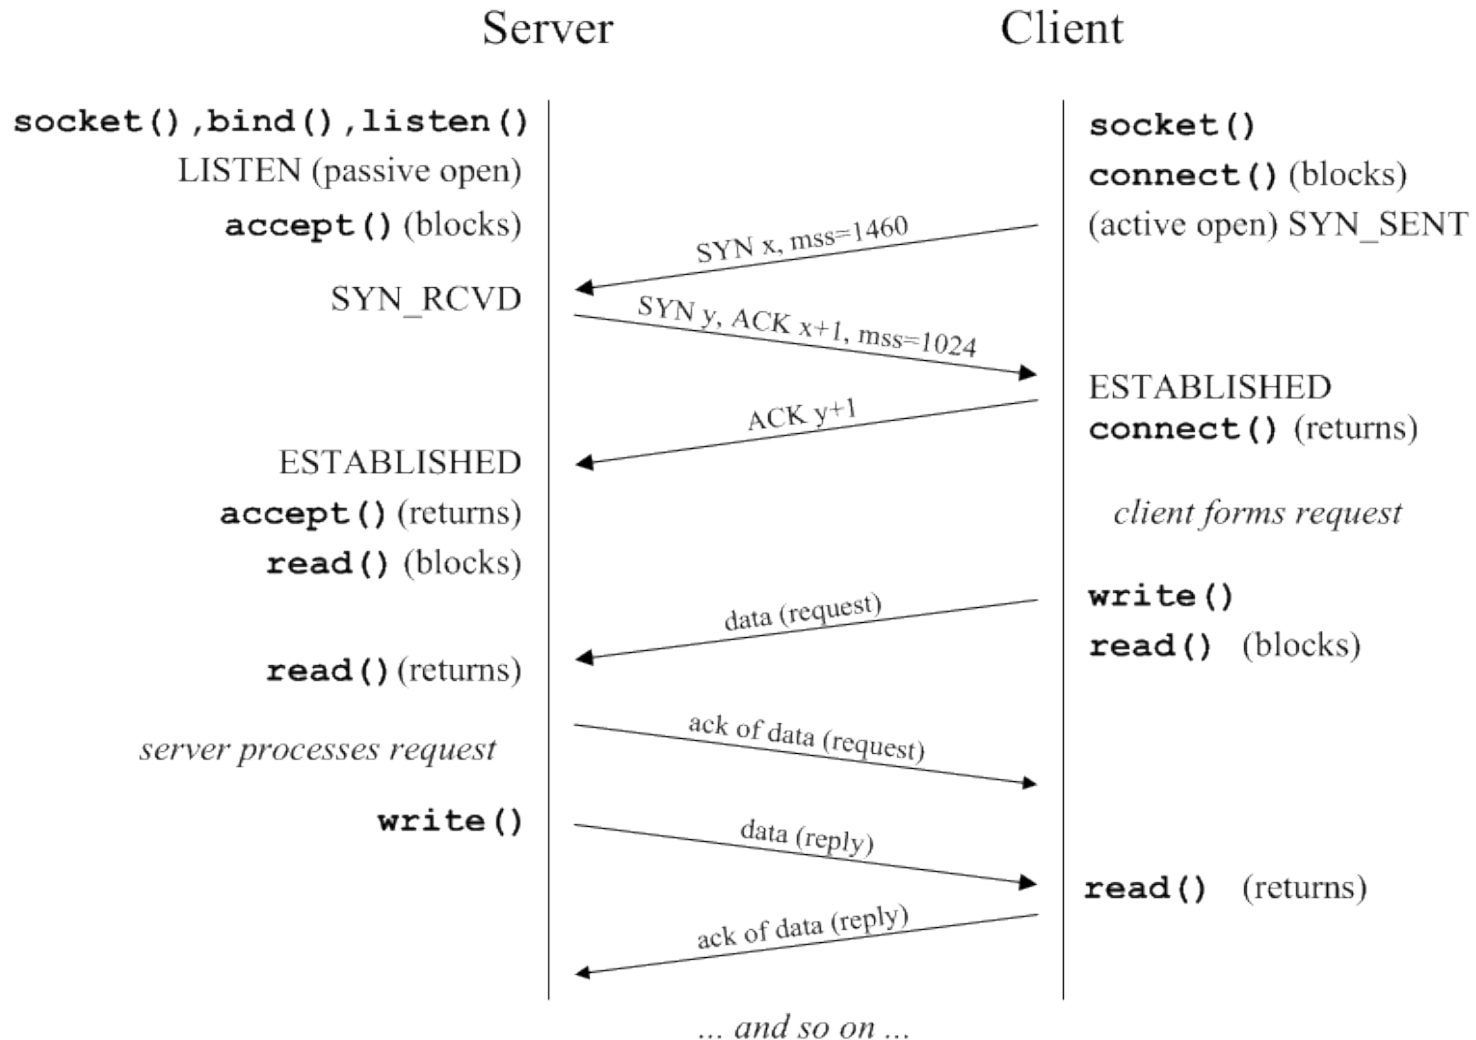 Server Client
socket(),bind(),listen()
socket()
LISTEN (passive open)
connect() (blocks)
accept() (blocks)
(active open) SYN_SENT
SYN x, mss=1460
SYN_RCVD
SYN y, ACK x+1, mss=1024
ESTABLISHED
ACK y+1
connect() (returns)
ESTABLISHED
accept() (returns)
client forms request
read() (blocks)
write()
data (request)
read() (blocks)
read() (returns)
ack of data (request)
server processes request
write()
data (reply)
read() (returns)
ack of data (reply)
... and so on ...